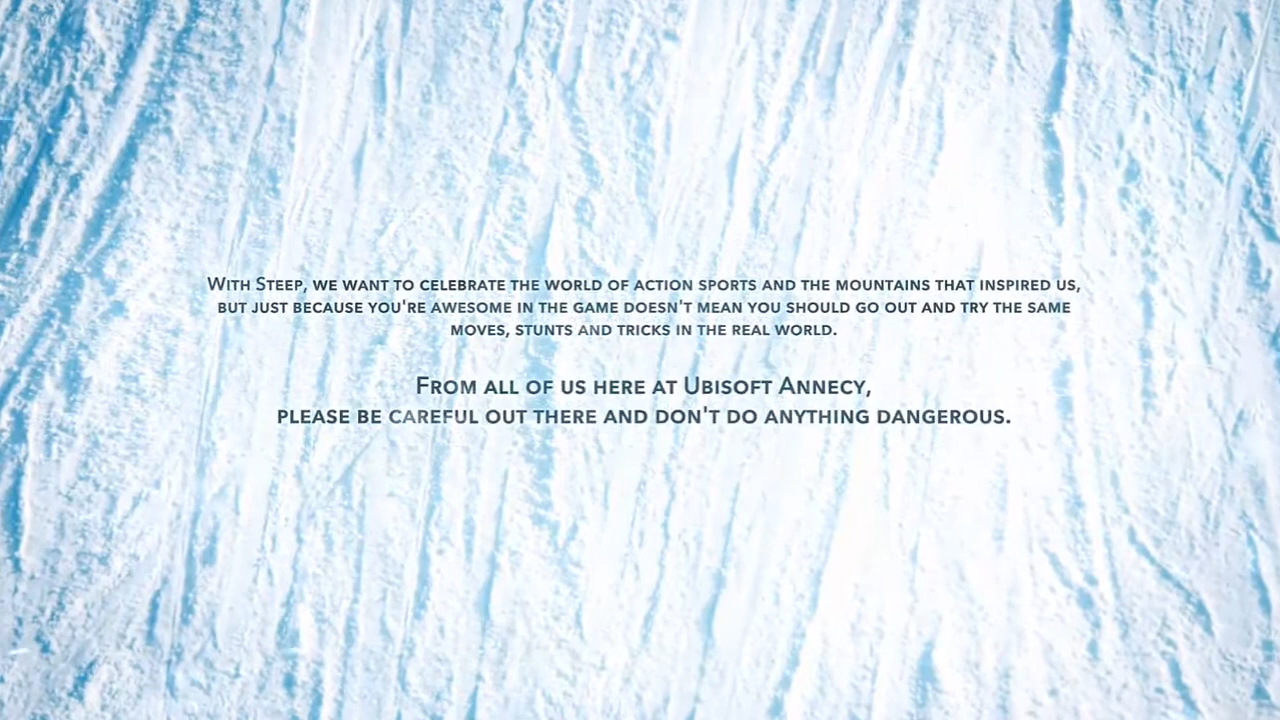 With Steep, we want to celebrate the world of action sports and the mountains that inspired us,
but just because you're awesome in the game doesn't mean you should go out and try the same
moves, stunts and tricks in the real world.
From all of us here at Ubisoft Annecy,
please be careful out there and don't do anything dangerous.